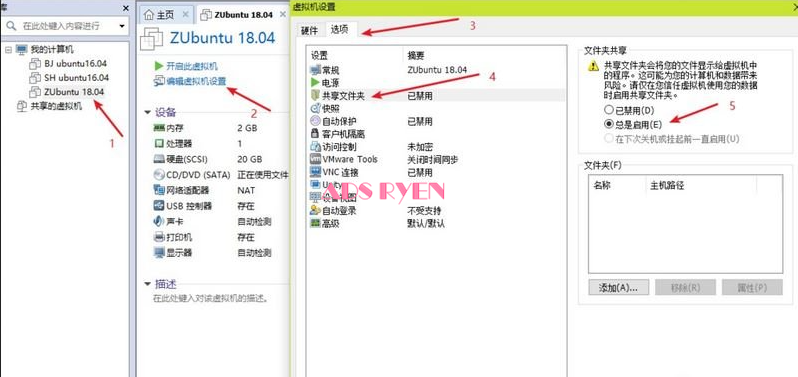 库
在此处键入内容进行
我的计算机
BJ ubuntu16.04
SH ubuntu16.04
ZUbuntu 18.04
共享的虚拟机
1
主页
ZUbuntu 18.04
ZUbuntu 18.04
开启此虚拟机
编辑虚拟机设置
2
设备
内存 2 GB
处理器 1
硬盘(SCSI) 20 GB
CD/DVD (SATA) 正在使用文件
网络适配器 NAT
USB 控制器 存在
声卡 自动检测
打印机 存在
显示器 自动检测
描述
在此处键入对该虚拟机的描述。
虚拟机设置
硬件 选项
3
设置 摘要
常规 ZUbuntu 18.04
电源
共享文件夹 已禁用
4
快照
自动保护 已禁用
客户机隔离
访问控制 未加密
VMware Tools 关闭时间同步
VNC 连接 已禁用
Unity
设备视图
自动登录 不受支持
高级 默认/默认
ADS RYEN
文件夹共享
共享文件夹会将您的文件显示给虚拟机中
的程序。这可能为您的计算机和数据带来
风险。请仅在您信任虚拟机使用您的数据
时启用共享文件夹。
已禁用(D)
总是启用(E)
5
在下次关机或挂起前一直启用(U)
文件夹(F)
名称 主机路径
添加(A)... 移除(R) 属性(P)